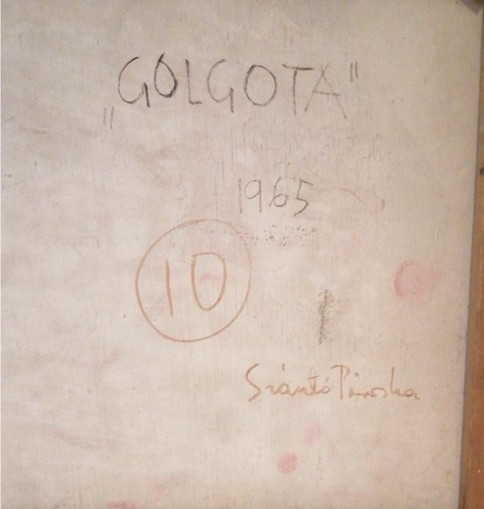 „GOLGOTA"
1965
10
Szántó Piroska